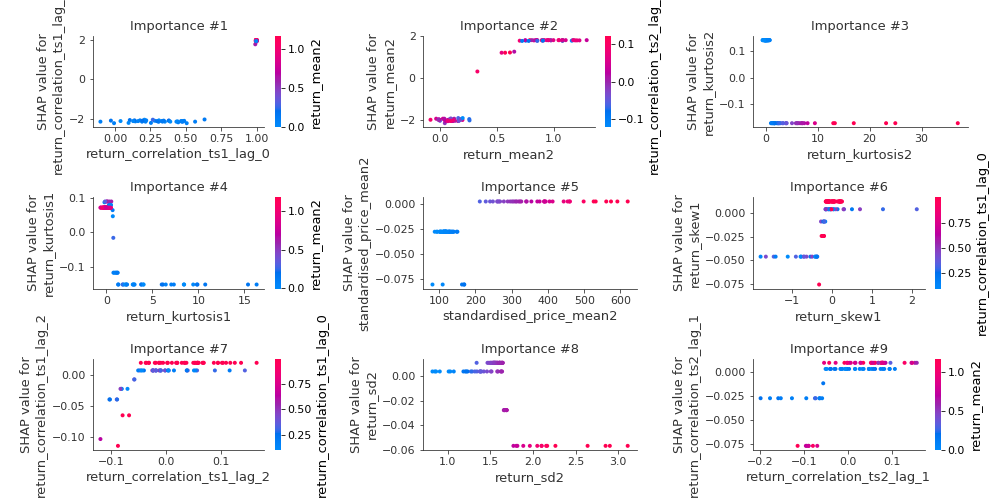 Importance #1
SHAP value for
return_correlation_ts1_lag_
2
0
−2
0.00
0.25
0.50
0.75
1.00
return_correlation_ts1_lag_0
1.0
0.5
0.0
return_mean2
Importance #2
SHAP value for
return_mean2
2
0
−2
0.0
0.5
1.0
return_mean2
0.1
0.0
−0.1
return_correlation_ts2_lag_
Importance #3
SHAP value for
return_kurtosis2
0.1
0.0
−0.1
0
10
20
30
return_kurtosis2
Importance #4
SHAP value for
return_kurtosis1
0.1
0.0
−0.1
0
5
10
15
return_kurtosis1
1.0
0.5
0.0
return_mean2
Importance #5
SHAP value for
standardised_price_mean2
0.000
−0.025
−0.050
−0.075
100
200
300
400
500
600
standardised_price_mean2
Importance #6
SHAP value for
return_skew1
0.000
−0.025
−0.050
−0.075
−1
0
1
2
return_skew1
0.75
0.50
0.25
return_correlation_ts1_lag_0
Importance #7
SHAP value for
return_correlation_ts1_lag_2
0.00
−0.05
−0.10
−0.1
0.0
0.1
return_correlation_ts1_lag_2
0.75
0.50
0.25
return_correlation_ts1_lag_0
Importance #8
SHAP value for
return_sd2
0.00
−0.02
−0.04
−0.06
1.0
1.5
2.0
2.5
3.0
return_sd2
Importance #9
SHAP value for
return_correlation_ts2_lag_1
0.000
−0.025
−0.050
−0.075
−0.2
−0.1
0.0
0.1
return_correlation_ts2_lag_1
1.0
0.5
0.0
return_mean2